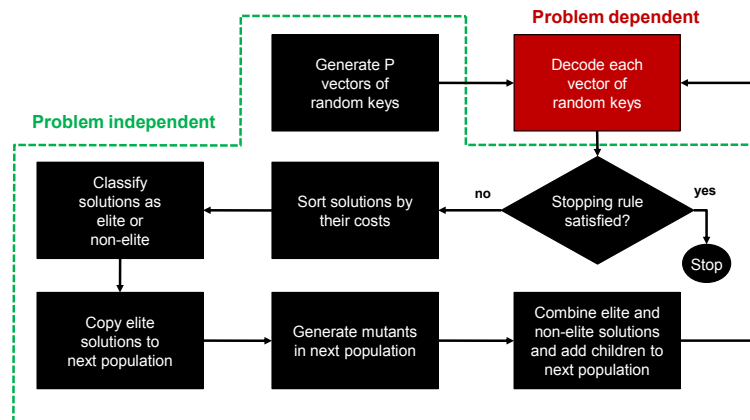 Problem dependent
Generate P
vectors of
random keys
Decode each
vector of
random keys
Problem independent
Classify
solutions as
elite or
non-elite
Sort solutions by
their costs
no
Stopping rule
satisfied?
yes
Stop
Copy elite
solutions to
next population
Generate mutants
in next population
Combine elite and
non-elite solutions
and add children to
next population